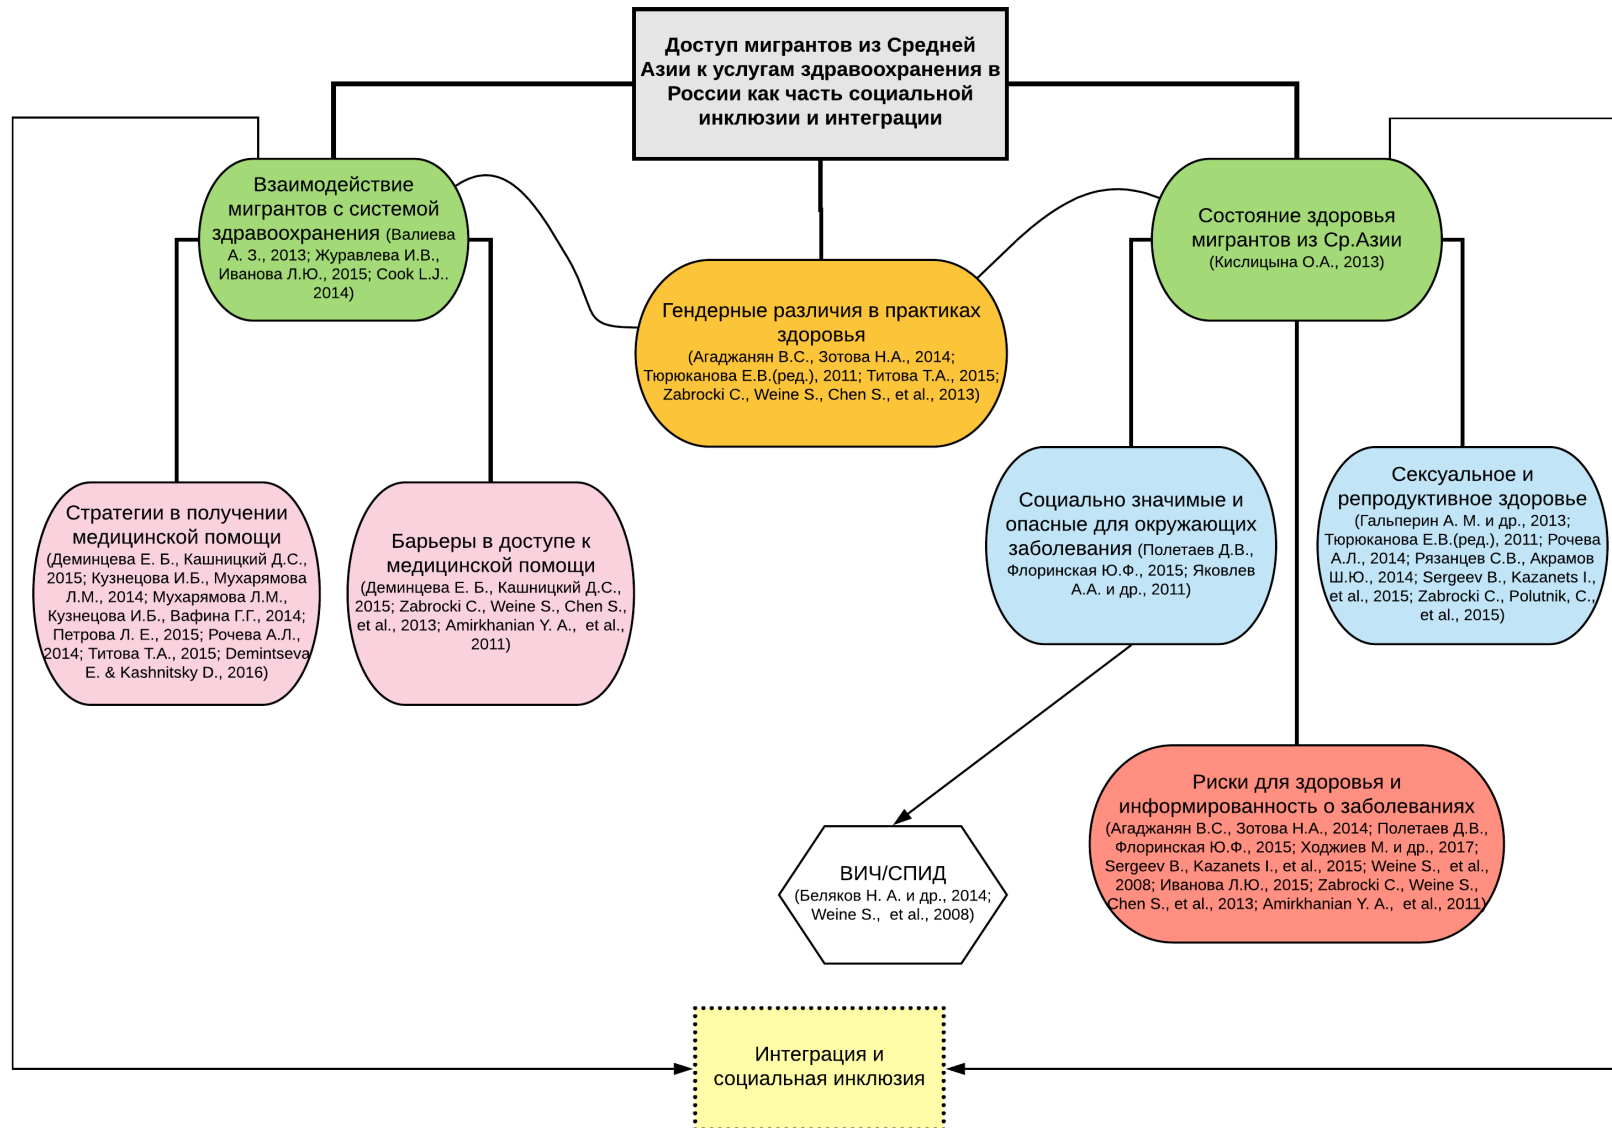 Доступ мигрантов из Средней
Азии к услугам здравоохранения в
России как часть социальной
инклюзии и интеграции
Взаимодействие
мигрантов с системой
здравоохранения (Валиева
А. З., 2013; Журавлева И.В.,
Иванова Л.Ю., 2015; Cook L.J..
2014)
Состояние здоровья
мигрантов из Ср.Азии
(Кислицына О.А., 2013)
Гендерные различия в практиках
здоровья
(Агаджанян В.С., Зотова Н.А., 2014;
Тюрюканова Е.В.(ред.), 2011; Титова Т.А., 2015;
Zabrocki C., Weine S., Chen S., et al., 2013)
Стратегии в получении
медицинской помощи
(Деминцева Е. Б., Кашницкий Д.С.,
2015; Кузнецова И.Б., Мухарямова
Л.М., 2014; Мухарямова Л.М.,
Кузнецова И.Б., Вафина Г.Г., 2014;
Петрова Л. Е., 2015; Рочева А.Л.,
2014; Титова Т.А., 2015; Demintseva
E. & Kashnitsky D., 2016)
Барьеры в доступе к
медицинской помощи
(Деминцева Е. Б., Кашницкий Д.С.,
2015; Zabrocki C., Weine S., Chen S.,
et al., 2013; Amirkhanian Y. A.,  et al.,
2011)
Социально значимые и
опасные для окружающих
заболевания (Полетаев Д.В.,
Флоринская Ю.Ф., 2015; Яковлев
А.А. и др., 2011)
Сексуальное и
репродуктивное здоровье
(Гальперин А. М. и др., 2013;
Тюрюканова Е.В.(ред.), 2011; Рочева
А.Л., 2014; Рязанцев С.В., Акрамов
Ш.Ю., 2014; Sergeev B., Kazanets I.,
et al., 2015; Zabrocki C., Polutnik, C.,
et al., 2015)
Риски для здоровья и
информированность о заболеваниях
(Агаджанян В.С., Зотова Н.А., 2014; Полетаев Д.В.,
Флоринская Ю.Ф., 2015; Ходжиев М. и др., 2017;
Sergeev B., Kazanets I., et al., 2015; Weine S.,  et al.,
2008; Иванова Л.Ю., 2015; Zabrocki C., Weine S.,
Chen S., et al., 2013; Amirkhanian Y. A.,  et al., 2011)
ВИЧ/СПИД
(Беляков Н. А. и др., 2014;
Weine S.,  et al., 2008)
Интеграция и
социальная инклюзия